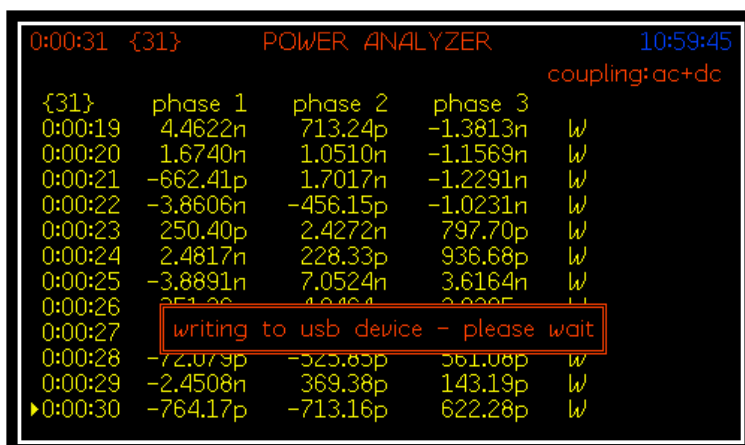 0:00:31 {31} POWER ANALYZER 10:59:45
coupling:ac+dc
{31} phase 1 phase 2 phase 3
0:00:19 4.4622n 713.24p -1.3813n W
0:00:20 1.6740n 1.0510n -1.1569n W
0:00:21 -662.41p 1.7017n -1.2291n W
0:00:22 -3.8606n -456.15p -1.0231n W
0:00:23 250.40p 2.4272n 797.70p W
0:00:24 2.4817n 228.33p 936.68p W
0:00:25 -3.8891n 7.0524n 3.6164n W
0:00:26
0:00:27 writing to usb device - please wait
0:00:28 -72.079p -525.85p 561.08p W
0:00:29 -2.4508n 369.38p 143.19p W
0:00:30 -764.17p -713.16p 622.28p W